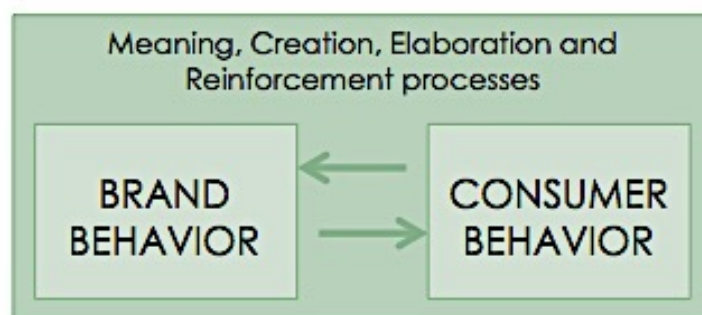 Meaning, Creation, Elaboration and
Reinforcement processes
BRAND
BEHAVIOR
CONSUMER
BEHAVIOR